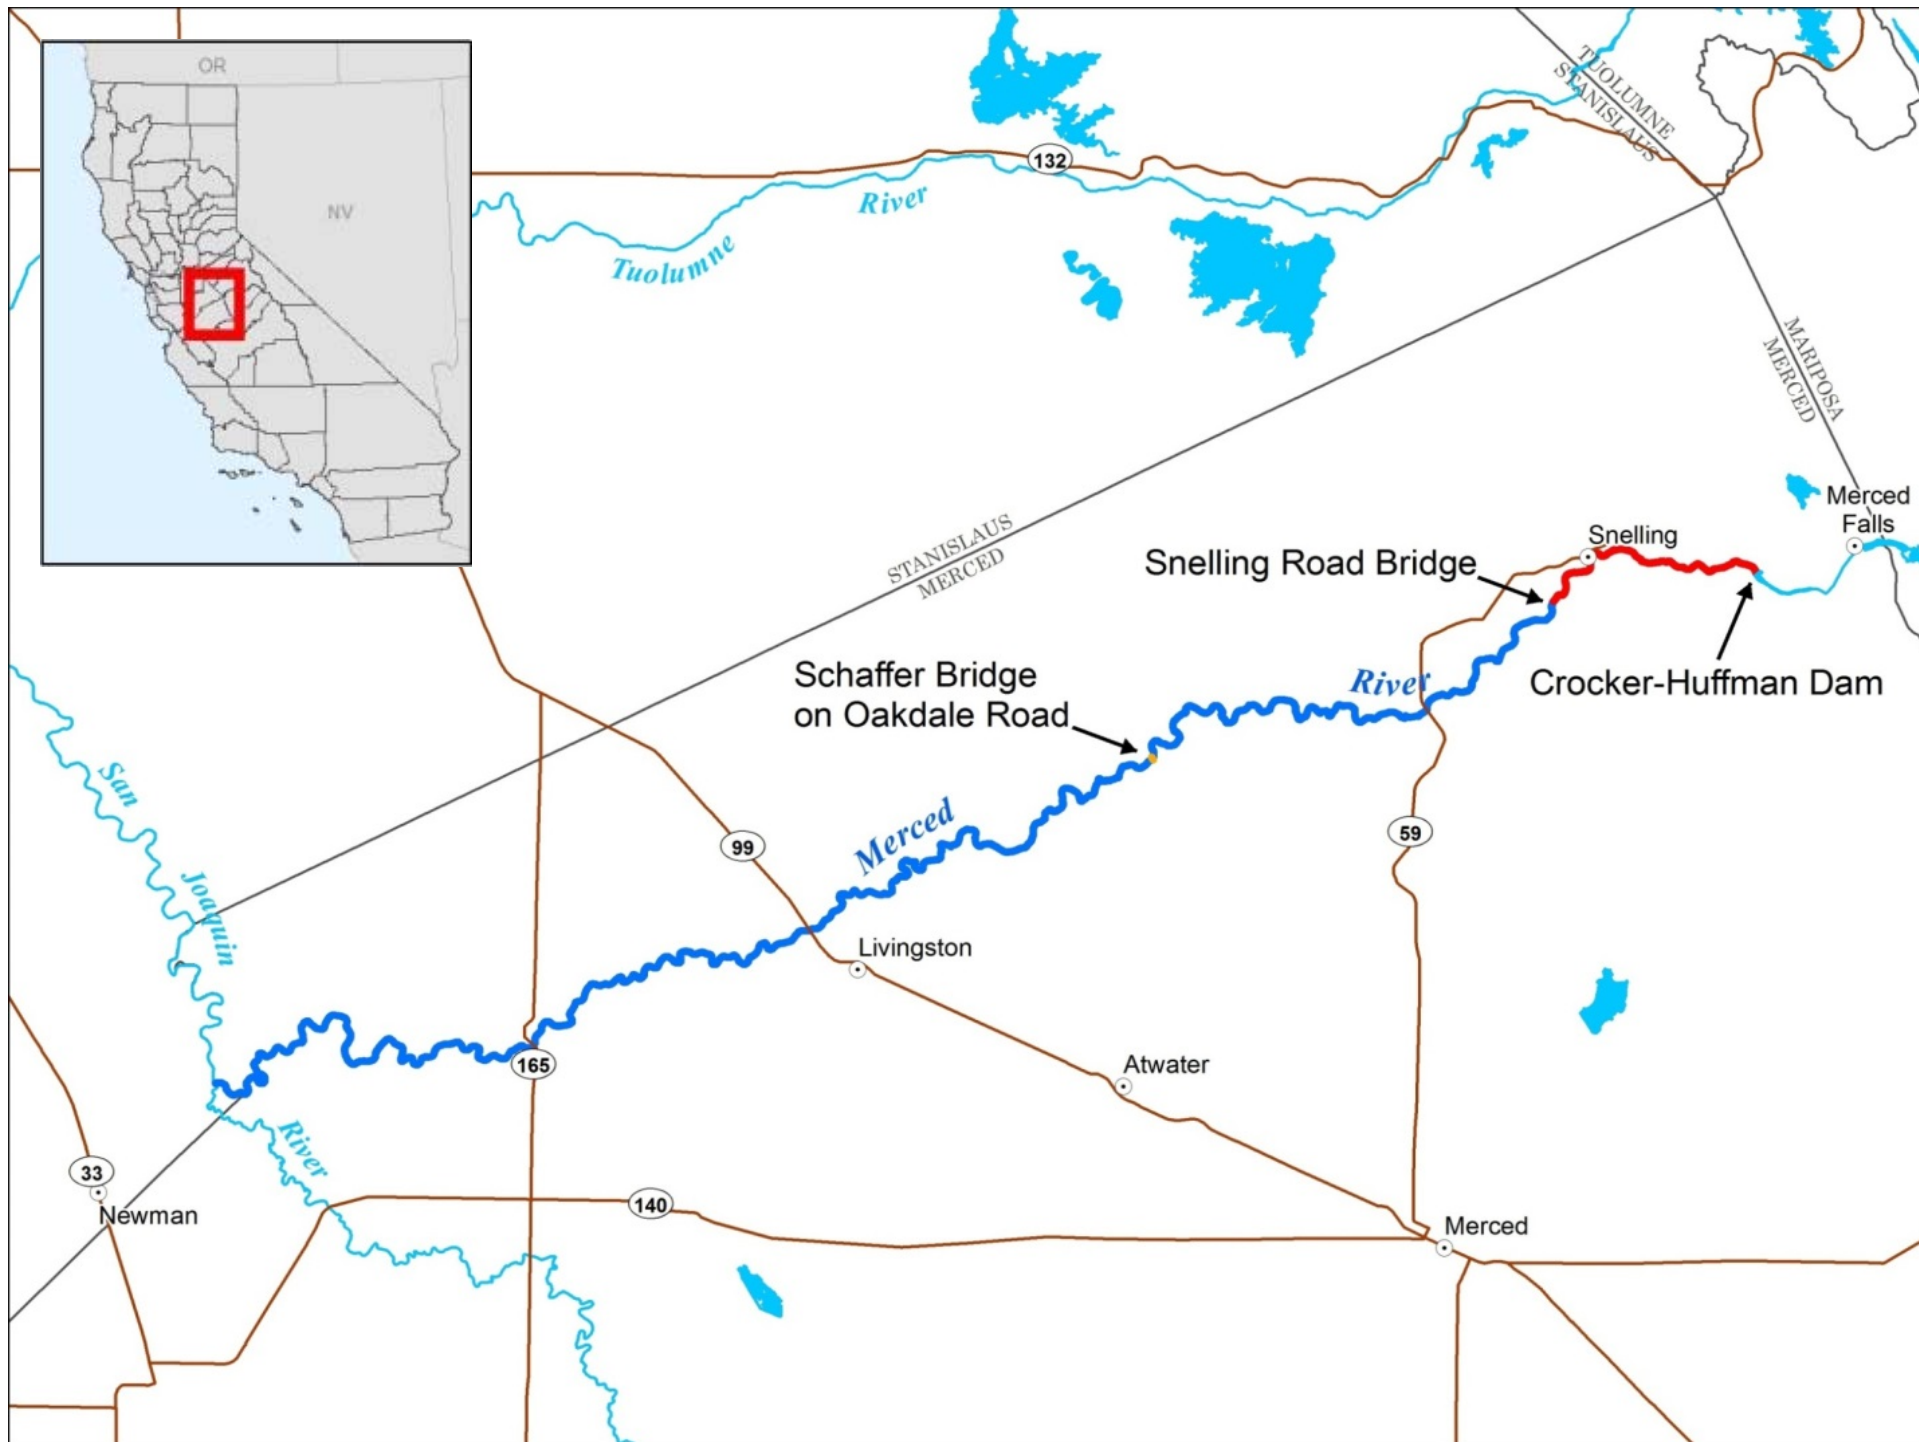 OR
NV
132
River
Tuolumne
TUOLUMNE
STANISLAUS
MARIPOSA
MERCED
STANISLAUS
MERCED
Merced
Falls
Snelling
Snelling Road Bridge
Crocker-Huffman Dam
Schaffer Bridge
on Oakdale Road
River
Merced
San
Joaquin
River
99
59
Livingston
165
Atwater
33
Newman
140
Merced